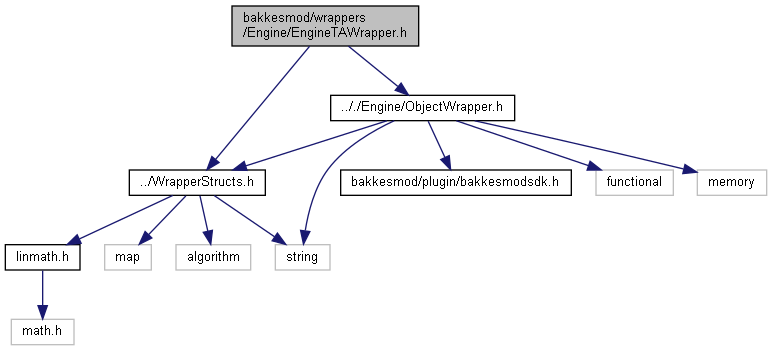 bakkesmod/wrappers
/Engine/EngineTAWrapper.h
.././Engine/ObjectWrapper.h
../WrapperStructs.h
bakkesmod/plugin/bakkesmodsdk.h
functional
memory
linmath.h
map
algorithm
string
math.h